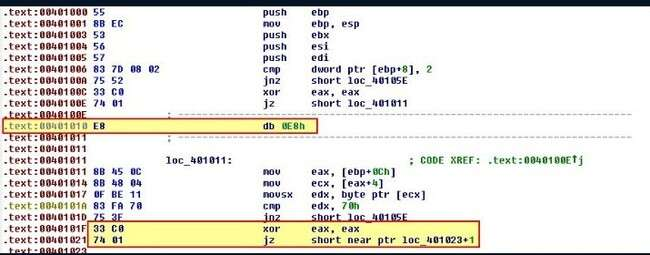 .text:00401000 55 push ebp
.text:00401001 8B EC mov ebp, esp
.text:00401003 53 push ebx
.text:00401004 56 push esi
.text:00401005 57 push edi
.text:00401006 83 7D 08 02 cmp dword ptr [ebp+8], 2
.text:0040100A 75 52 jnz short loc_40105E
.text:0040100C 33 C0 xor eax, eax
.text:0040100E 74 01 jz short loc_401011
.text:0040100E ; ---------------------------------------------------------------------------
.text:00401010 E8 db 0E8h
.text:00401011 ; ---------------------------------------------------------------------------
.text:00401011
.text:00401011 loc_401011: ; CODE XREF: .text:0040100E↑j
.text:00401011 8B 45 0C mov eax, [ebp+0Ch]
.text:00401014 8B 48 04 mov ecx, [eax+4]
.text:00401017 0F BE 11 movsx edx, byte ptr [ecx]
.text:0040101A 83 FA 70 cmp edx, 70h
.text:0040101D 75 3F jnz short loc_40105E
.text:0040101F 33 C0 xor eax, eax
.text:00401021 74 01 jz short near ptr loc_401023+1
.text:00401023